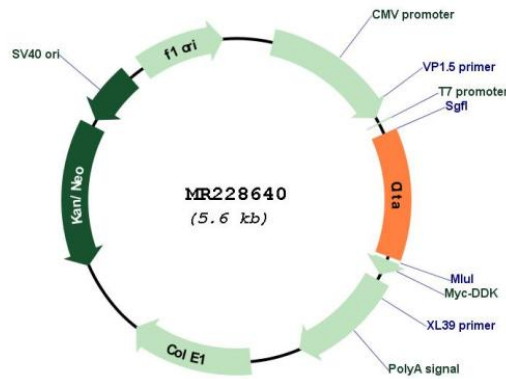 CMV promoter
VP1.5 primer
T7 promoter
SgfI
Clta
MluI
Myc-DDK
XL39 primer
PolyA signal
Col E1
Kan/Neo
SV40 ori
f1 ori
MR228640
(5.6 kb)